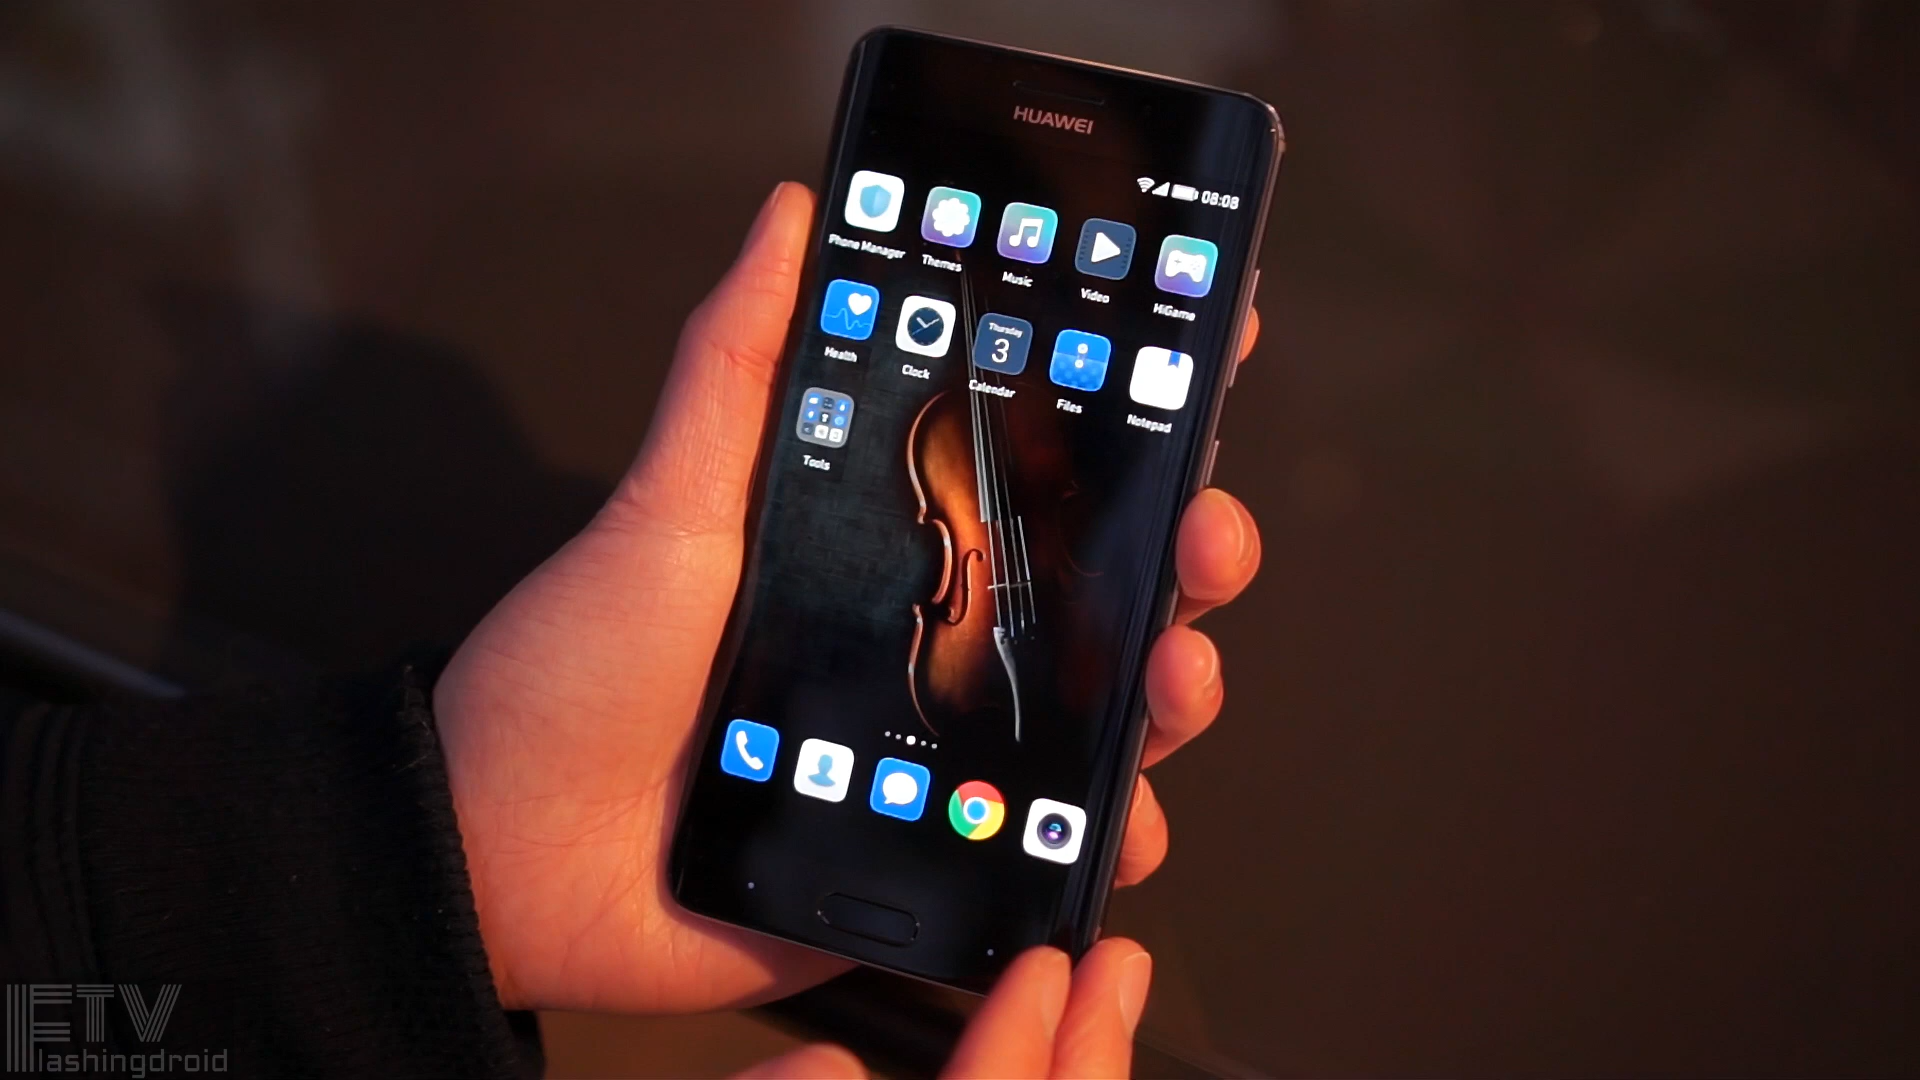 HUAWEI
08:08
Phone Manager
Themes
Music
Video
HiGame
Thursday
3
Health
Clock
Calendar
Files
Notepad
Tools
FTV
lashingdroid